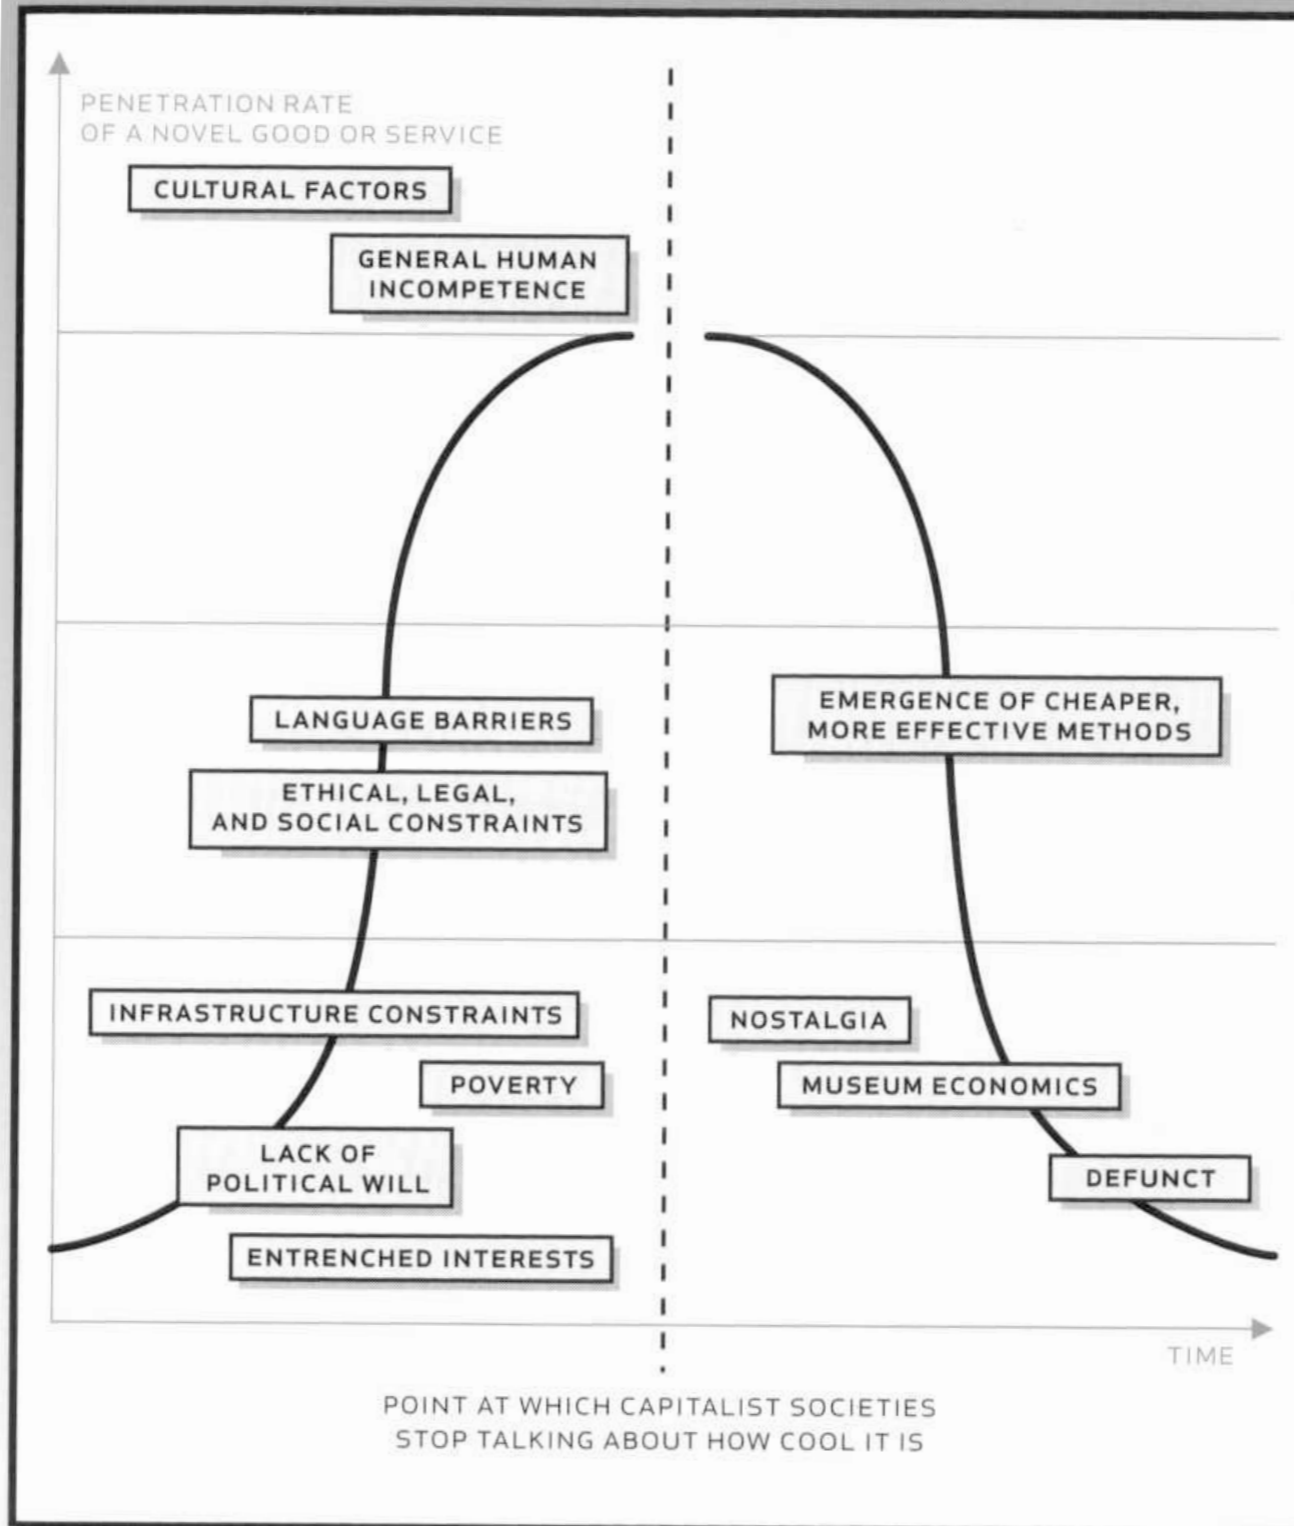 PENETRATION RATE
OF A NOVEL GOOD OR SERVICE
CULTURAL FACTORS
GENERAL HUMAN
INCOMPETENCE
LANGUAGE BARRIERS
ETHICAL, LEGAL,
AND SOCIAL CONSTRAINTS
INFRASTRUCTURE CONSTRAINTS
POVERTY
LACK OF
POLITICAL WILL
ENTRENCHED INTERESTS
EMERGENCE OF CHEAPER,
MORE EFFECTIVE METHODS
NOSTALGIA
MUSEUM ECONOMICS
DEFUNCT
TIME
POINT AT WHICH CAPITALIST SOCIETIES
STOP TALKING ABOUT HOW COOL IT IS